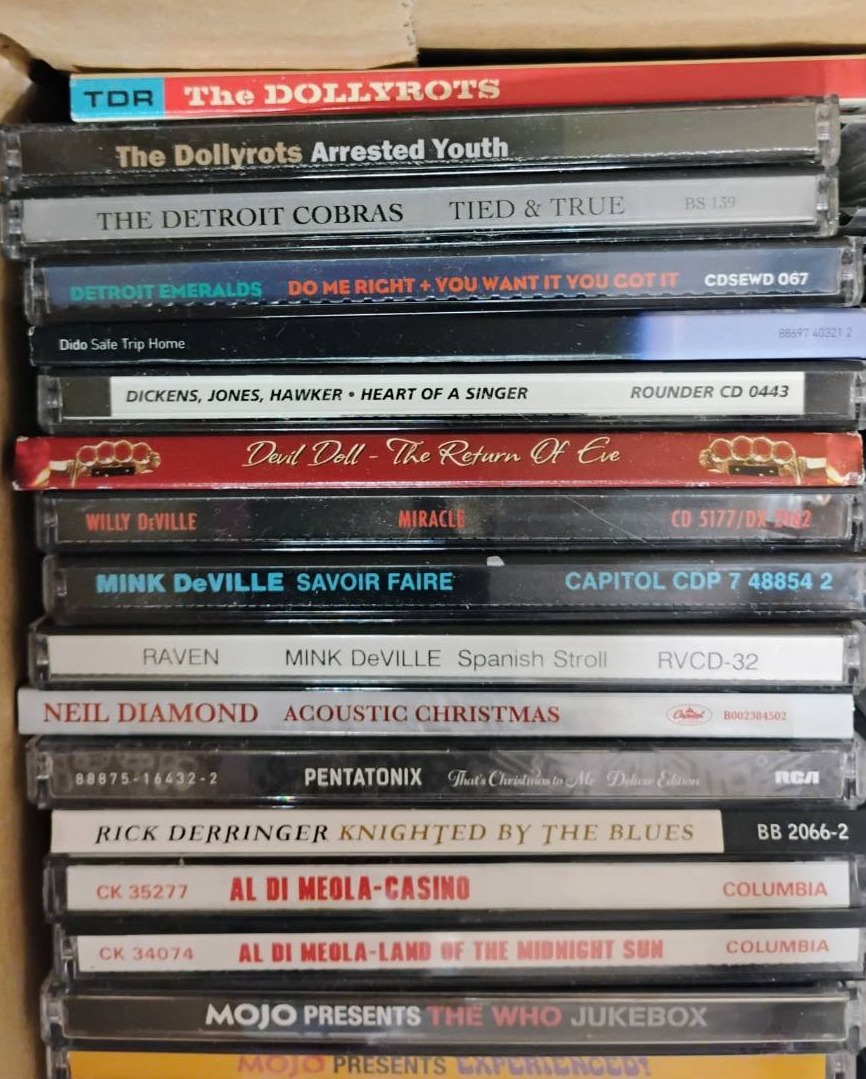 TDR The DOLLYROTS
The Dollyrots Arrested Youth
THE DETROIT COBRAS TIED & TRUE BS 159
DETROIT EMERALDS DO ME RIGHT + YOU WANT IT YOU GOT IT CDSEWD 067
Dido Safe Trip Home 88697 40321 2
DICKENS, JONES, HAWKER • HEART OF A SINGER ROUNDER CD 0443
Devil Doll - The Return Of Eve
WILLY DeVILLE MIRACLE CD 5177/DX
MINK DeVILLE SAVOIR FAIRE CAPITOL CDP 7 48854 2
RAVEN MINK DeVILLE Spanish Stroll RVCD-32
NEIL DIAMOND ACOUSTIC CHRISTMAS Capitol B002384502
88875-16432-2 PENTATONIX That's Christmas to Me Deluxe Edition RCA
RICK DERRINGER KNIGHTED BY THE BLUES BB 2066-2
CK 35277 AL DI MEOLA-CASINO COLUMBIA
CK 34074 AL DI MEOLA-LAND OF THE MIDNIGHT SUN COLUMBIA
MOJO PRESENTS THE WHO JUKEBOX
MOJO PRESENTS EXPERIENCED!